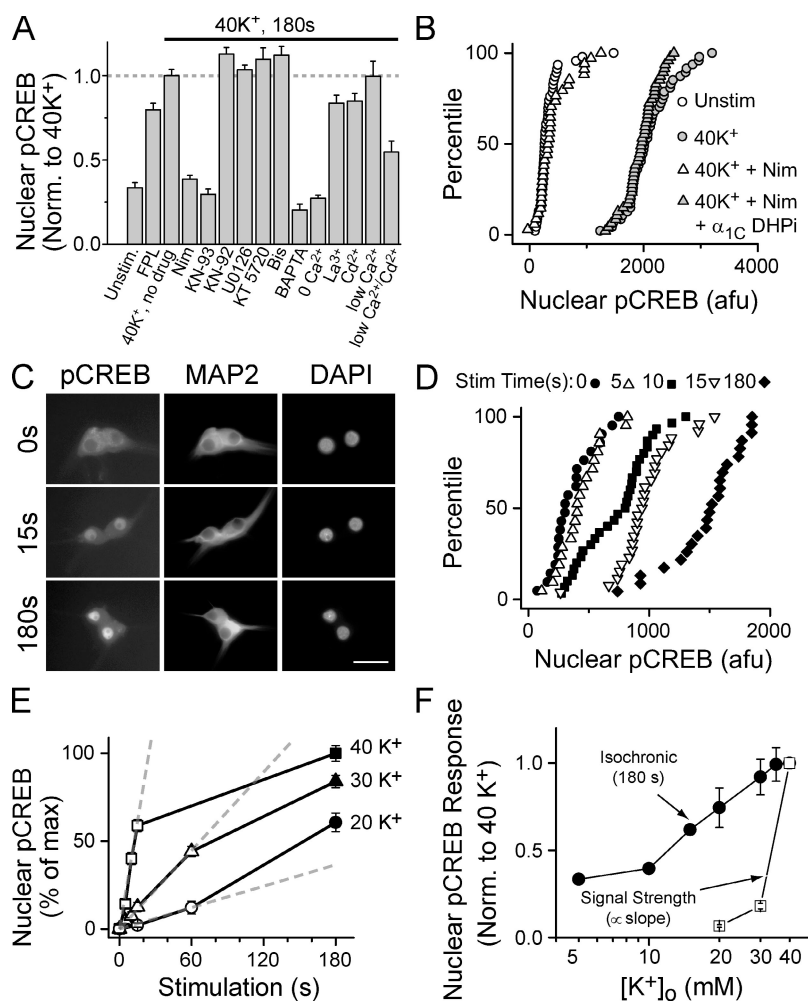 A
40K+, 180s
Nuclear pCREB
(Norm. to 40K+)
1.0
0.5
0.0
Unstim.
FPL
40K+, no drug
Nim
KN-93
KN-92
U0126
KT 5720
Bis
BAPTA
0 Ca2+
La3+
Cd2+
low Ca2+
low Ca2+/Cd2+
B
Percentile
100
50
0
0
2000
4000
Nuclear pCREB (afu)
Unstim
40K+
40K+ + Nim
40K+ + Nim
+ α1C DHPi
C
pCREB
MAP2
DAPI
0s
15s
180s
D
Stim Time(s): 0 5 10 15 180
Percentile
100
50
0
0
1000
2000
Nuclear pCREB (afu)
E
Nuclear pCREB
(% of max)
100
50
0
0
60
120
180
Stimulation (s)
40 K+
30 K+
20 K+
F
Nuclear pCREB Response
(Norm. to 40 K+)
1.0
0.5
0.0
5
10
20
30
40
[K+]o (mM)
Isochronic
(180 s)
Signal Strength
(∝ slope)